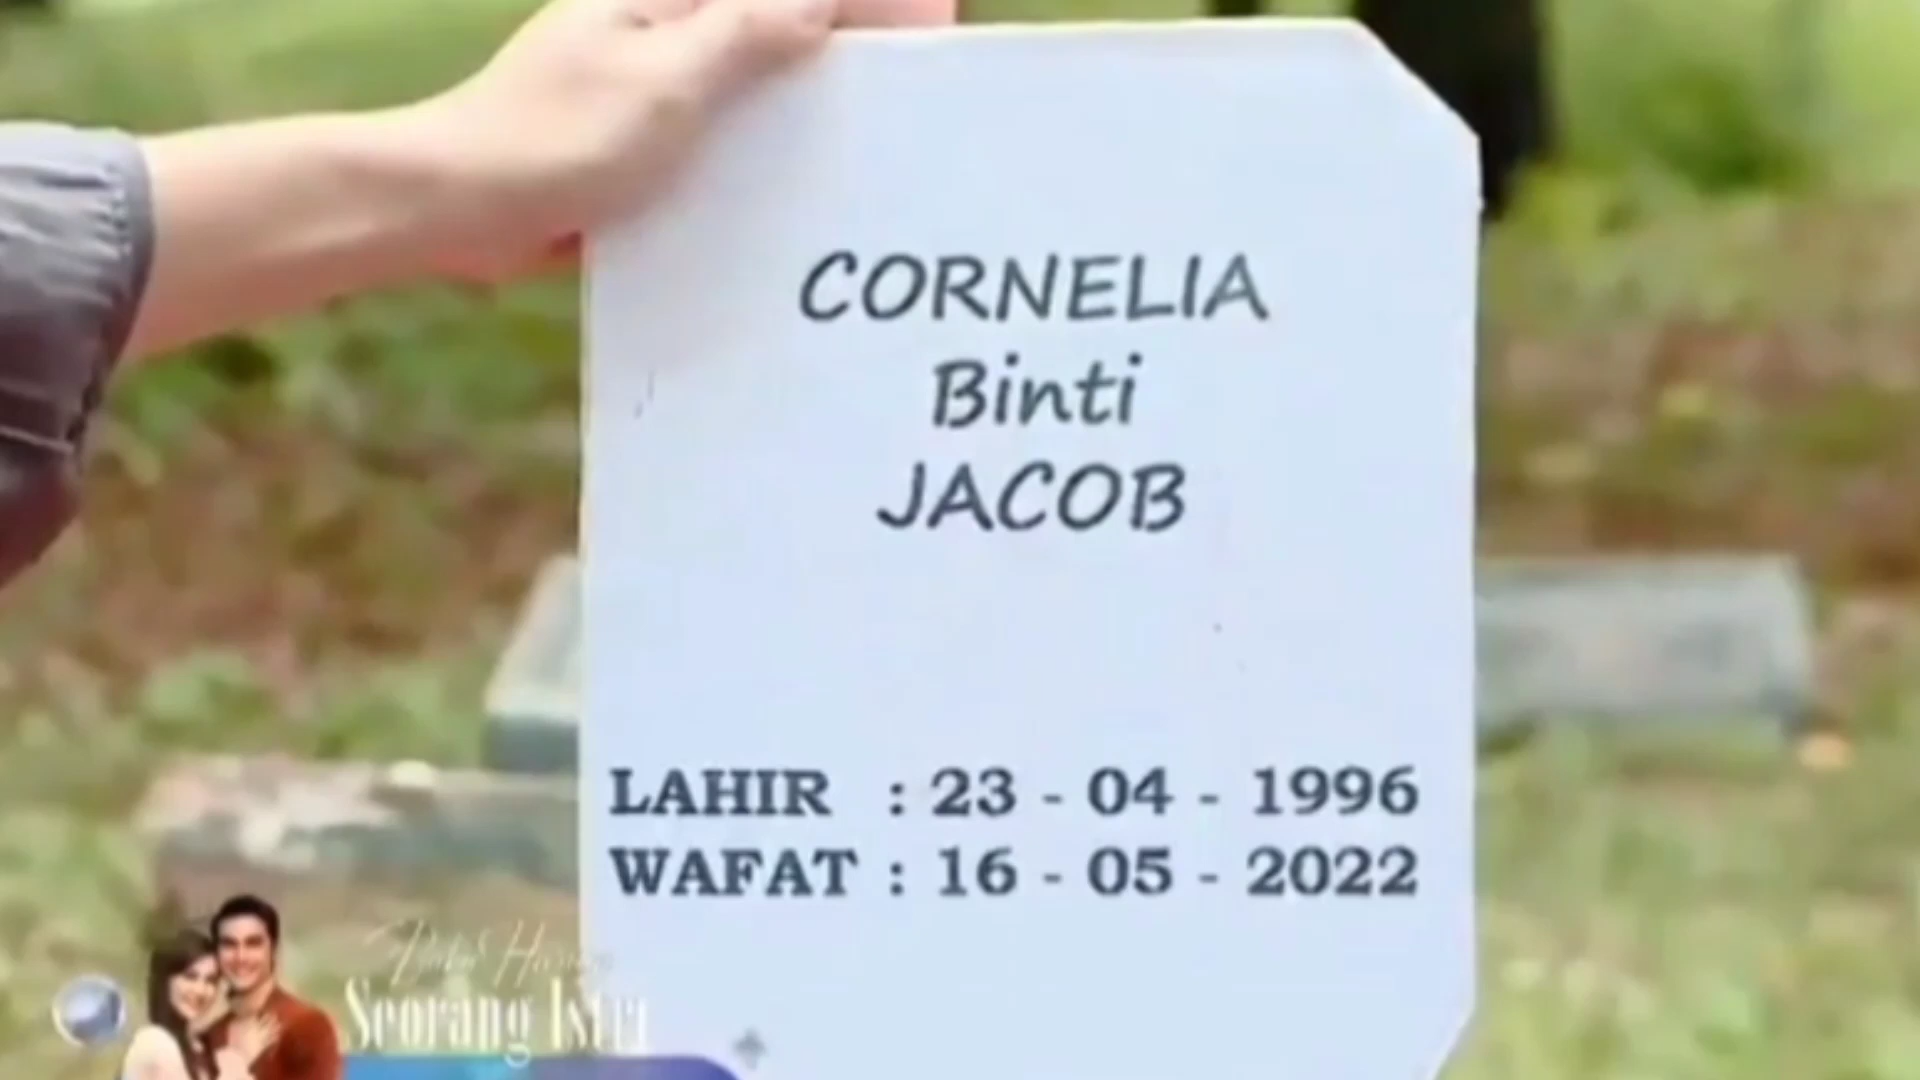 CORNELIA
Binti
JACOB
LAHIR : 23 - 04 - 1996
WAFAT : 16 - 05 - 2022
Seorang Istri